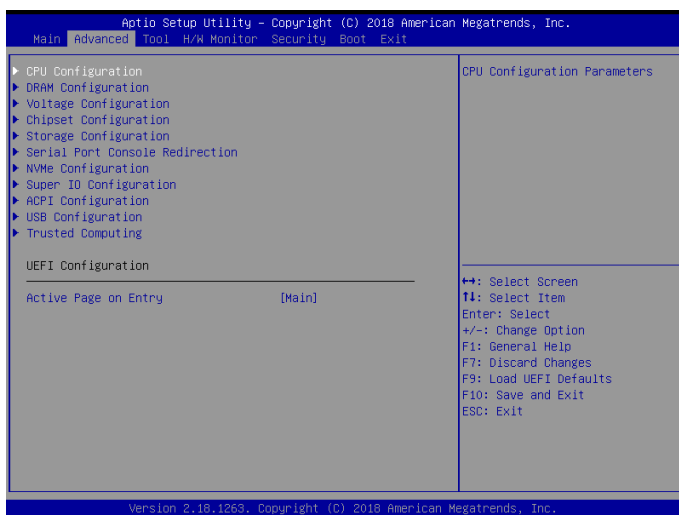 Aptio Setup Utility – Copyright (C) 2018 American Megatrends, Inc.
Main Advanced Tool H/W Monitor Security Boot Exit
CPU Configuration
DRAM Configuration
Voltage Configuration
Chipset Configuration
Storage Configuration
Serial Port Console Redirection
NVMe Configuration
Super IO Configuration
ACPI Configuration
USB Configuration
Trusted Computing
UEFI Configuration
Active Page on Entry [Main]
CPU Configuration Parameters
↔: Select Screen
↑↓: Select Item
Enter: Select
+/-: Change Option
F1: General Help
F7: Discard Changes
F9: Load UEFI Defaults
F10: Save and Exit
ESC: Exit
Version 2.18.1263. Copyright (C) 2018 American Megatrends, Inc.